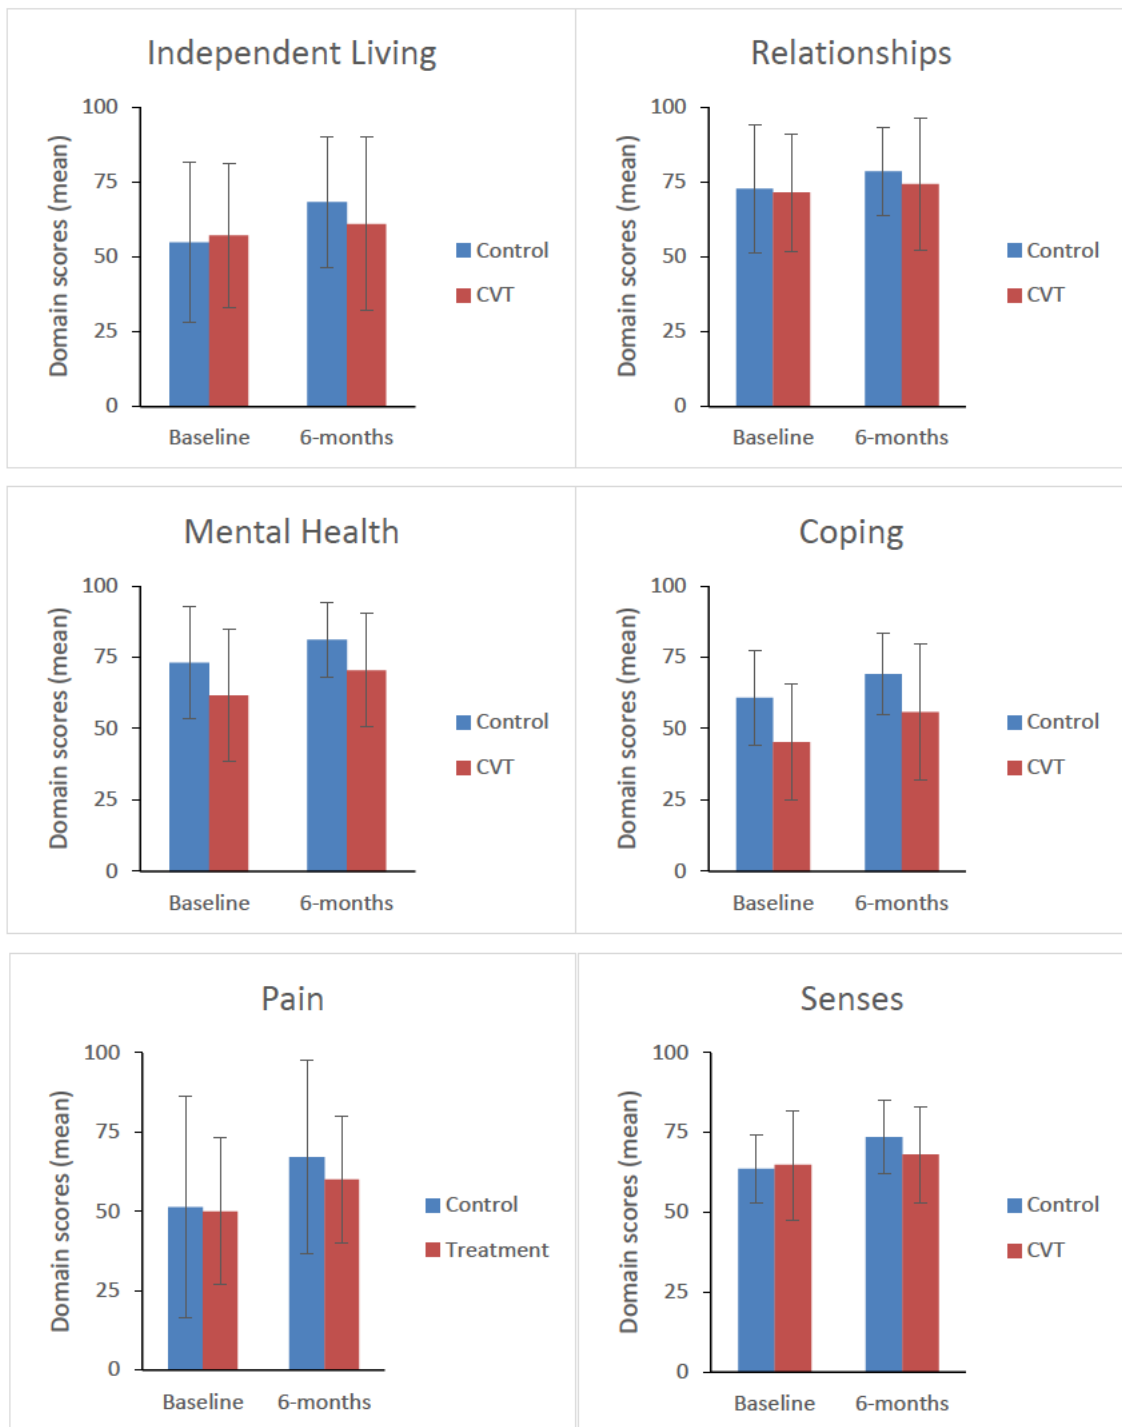 Independent Living
Domain scores (mean)
100
75
50
25
0
Baseline
6-months
Control
CVT
Relationships
Domain scores (mean)
100
75
50
25
0
Baseline
6-months
Control
CVT
Mental Health
Domain scores (mean)
100
75
50
25
0
Baseline
6-months
Control
CVT
Coping
Domain scores (mean)
100
75
50
25
0
Baseline
6-months
Control
CVT
Pain
Domain scores (mean)
100
75
50
25
0
Baseline
6-months
Control
Treatment
Senses
Domain scores (mean)
100
75
50
25
0
Baseline
6-months
Control
CVT